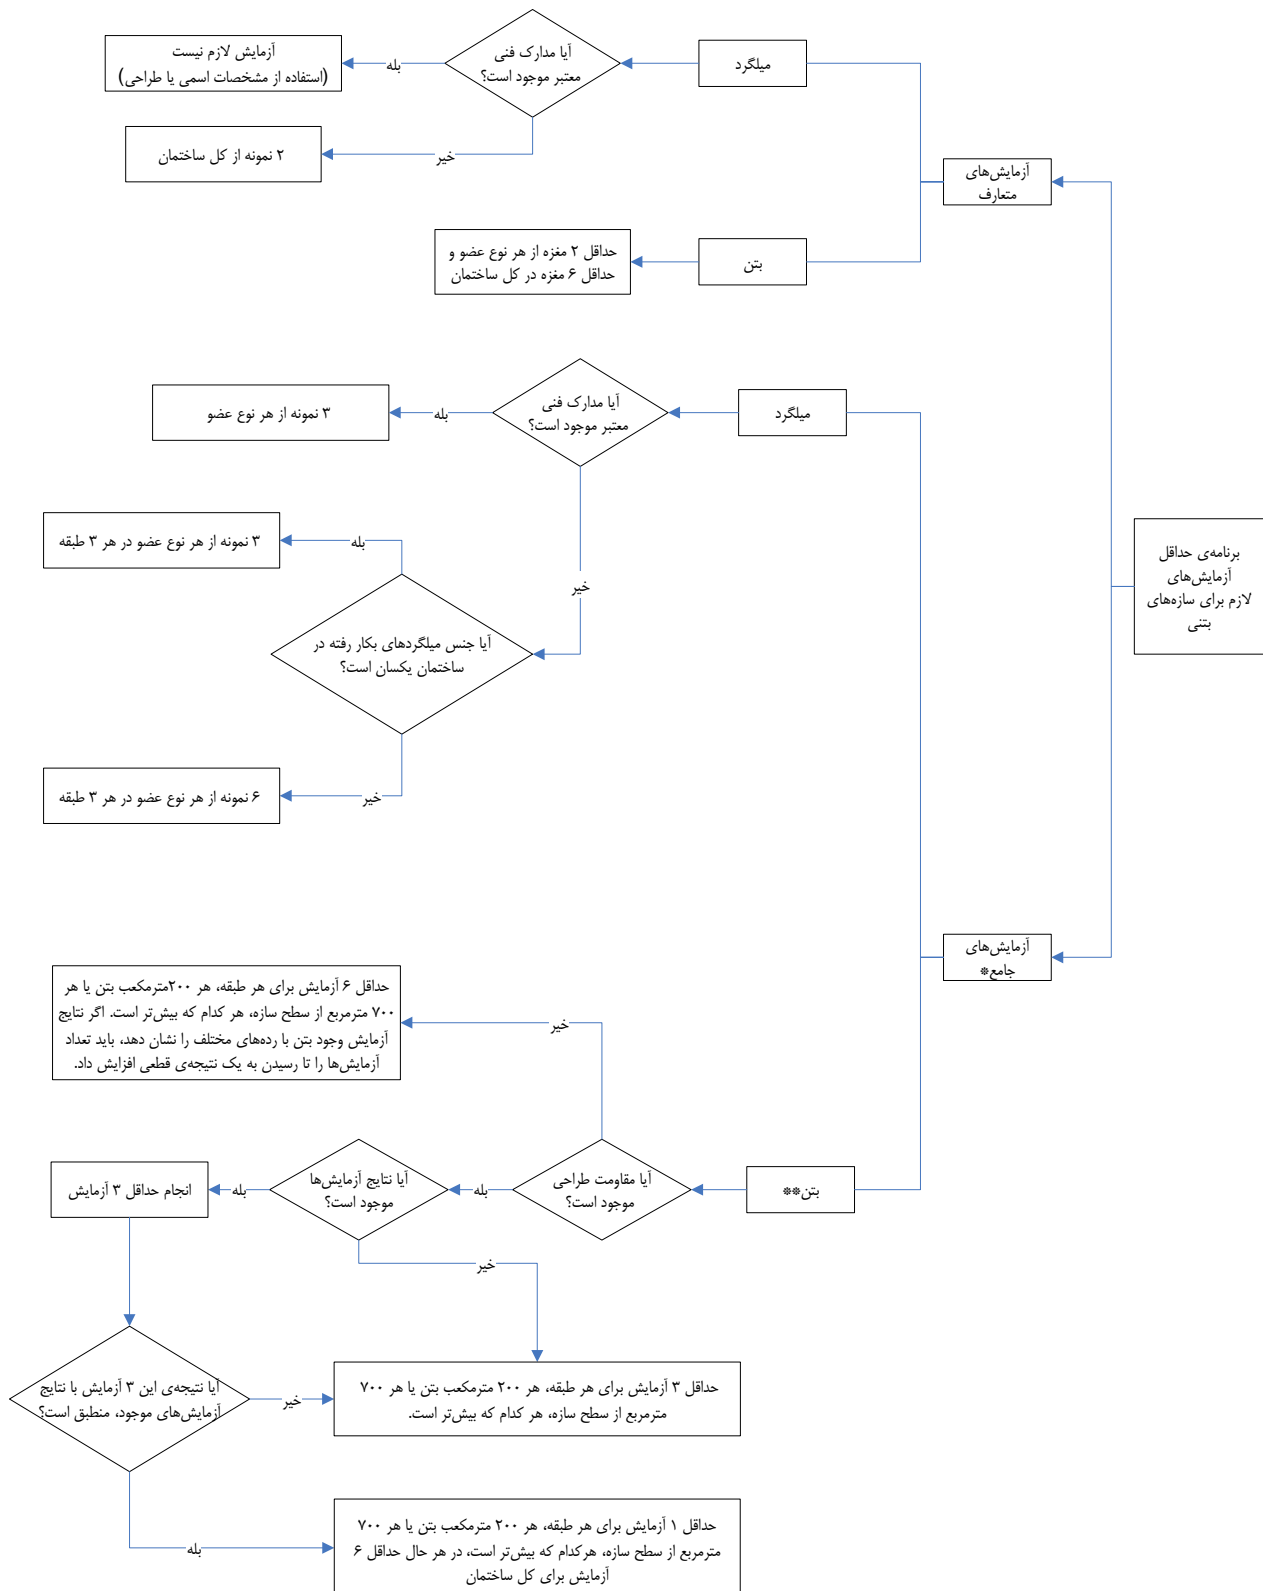 برنامه‌ی حداقل
آزمایش‌های
لازم برای سازه‌های
بتنی
آزمایش‌های
متعارف
میلگرد
آیا مدارک فنی
معتبر موجود است؟
بله
آزمایش لازم نیست
(استفاده از مشخصات اسمی یا طراحی)
خیر
۲ نمونه از کل ساختمان
بتن
حداقل ۲ مغزه از هر نوع عضو و
حداقل ۶ مغزه در کل ساختمان
آزمایش‌های
جامع*
میلگرد
آیا مدارک فنی
معتبر موجود است؟
بله
۳ نمونه از هر نوع عضو
خیر
آیا جنس میلگردهای بکار رفته در
ساختمان یکسان است؟
بله
۳ نمونه از هر نوع عضو در هر ۳ طبقه
خیر
۶ نمونه از هر نوع عضو در هر ۳ طبقه
بتن**
آیا مقاومت طراحی
موجود است؟
خیر
حداقل ۶ آزمایش برای هر طبقه، هر ۲۰۰مترمکعب بتن یا هر
۷۰۰ مترمربع از سطح سازه، هر کدام که بیش‌تر است. اگر نتایج
آزمایش وجود بتن با رده‌های مختلف را نشان دهد، باید تعداد
آزمایش‌ها را تا رسیدن به یک نتیجه‌ی قطعی افزایش داد.
بله
آیا نتایج آزمایش‌ها
موجود است؟
بله
انجام حداقل ۳ آزمایش
خیر
آیا نتیجه‌ی این ۳ آزمایش با نتایج
آزمایش‌های موجود، منطبق است؟
خیر
حداقل ۳ آزمایش برای هر طبقه، هر ۲۰۰ مترمکعب بتن یا هر ۷۰۰
مترمربع از سطح سازه، هر کدام که بیش‌تر است.
بله
حداقل ۱ آزمایش برای هر طبقه، هر ۲۰۰ مترمکعب بتن یا هر ۷۰۰
مترمربع از سطح سازه، هرکدام که بیش‌تر است، در هر حال حداقل ۶
آزمایش برای کل ساختمان